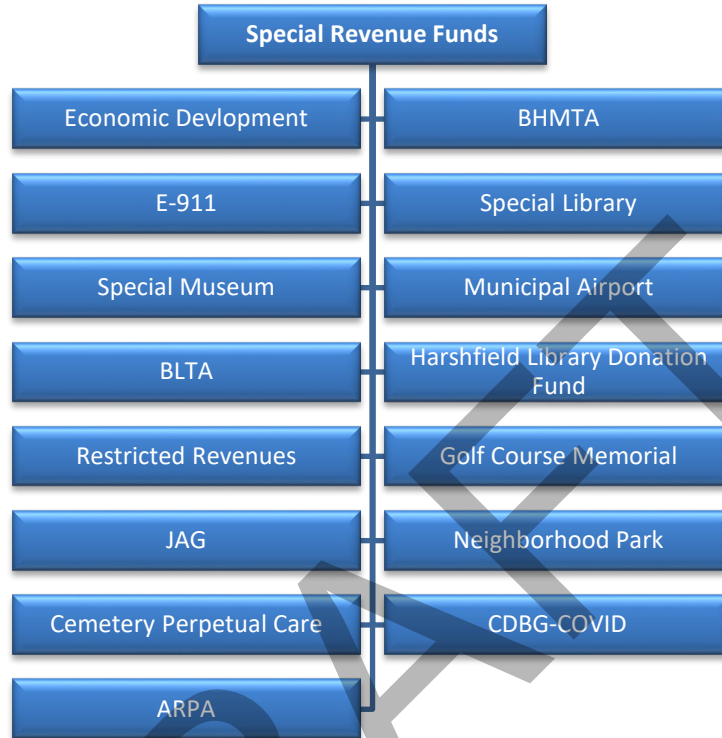 Special Revenue Funds
Economic Devlopment
BHMTA
E-911
Special Library
Special Museum
Municipal Airport
BLTA
Harshfield Library Donation
Fund
Restricted Revenues
Golf Course Memorial
JAG
Neighborhood Park
Cemetery Perpetual Care
CDBG-COVID
ARPA